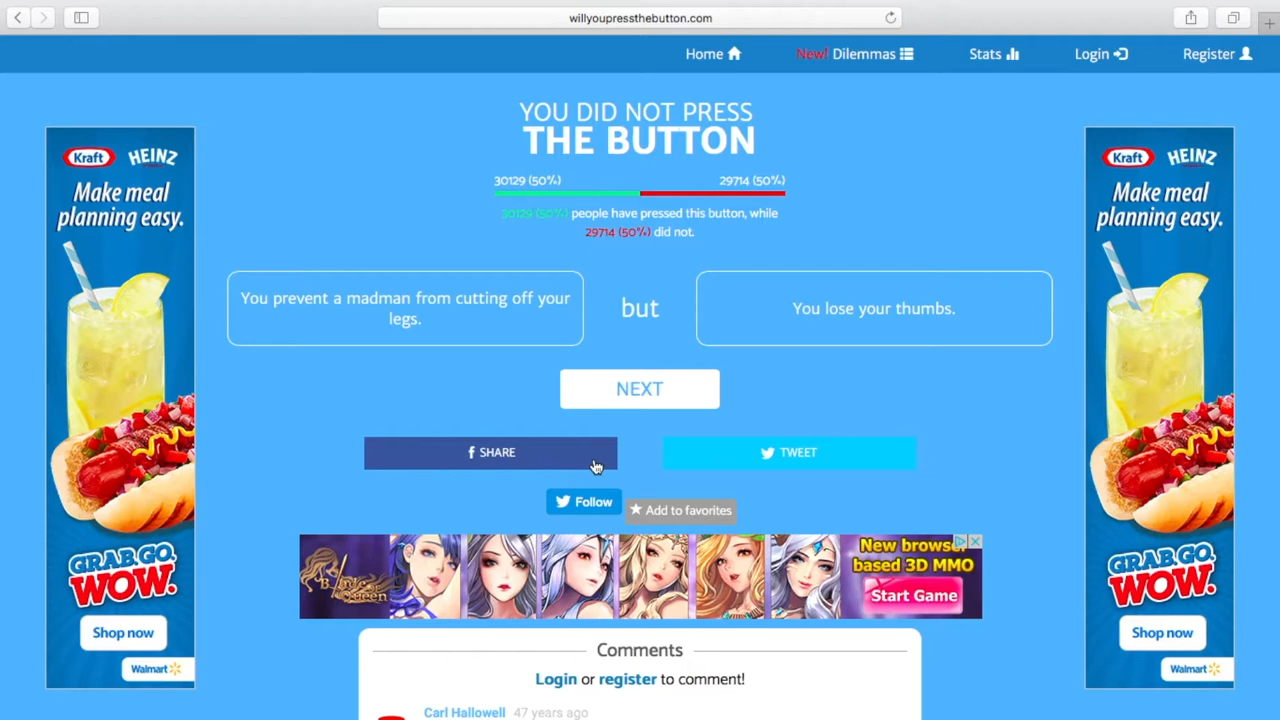 willyoupressthebutton.com
Home
New! Dilemmas
Stats
Login
Register
YOU DID NOT PRESS
THE BUTTON
30129 (50%)
29714 (50%)
30129 (50%) people have pressed this button, while
29714 (50%) did not.
You prevent a madman from cutting off your
legs.
but
You lose your thumbs.
NEXT
f SHARE
TWEET
Follow
Add to favorites
Kraft HEINZ
Make meal
planning easy.
GRAB. GO.
WOW.
Shop now
Walmart
Kraft HEINZ
Make meal
planning easy.
GRAB. GO.
WOW.
Shop now
Walmart
New browser
based 3D MMO
Start Game
Comments
Login or register to comment!
Carl Hallowell 47 years ago